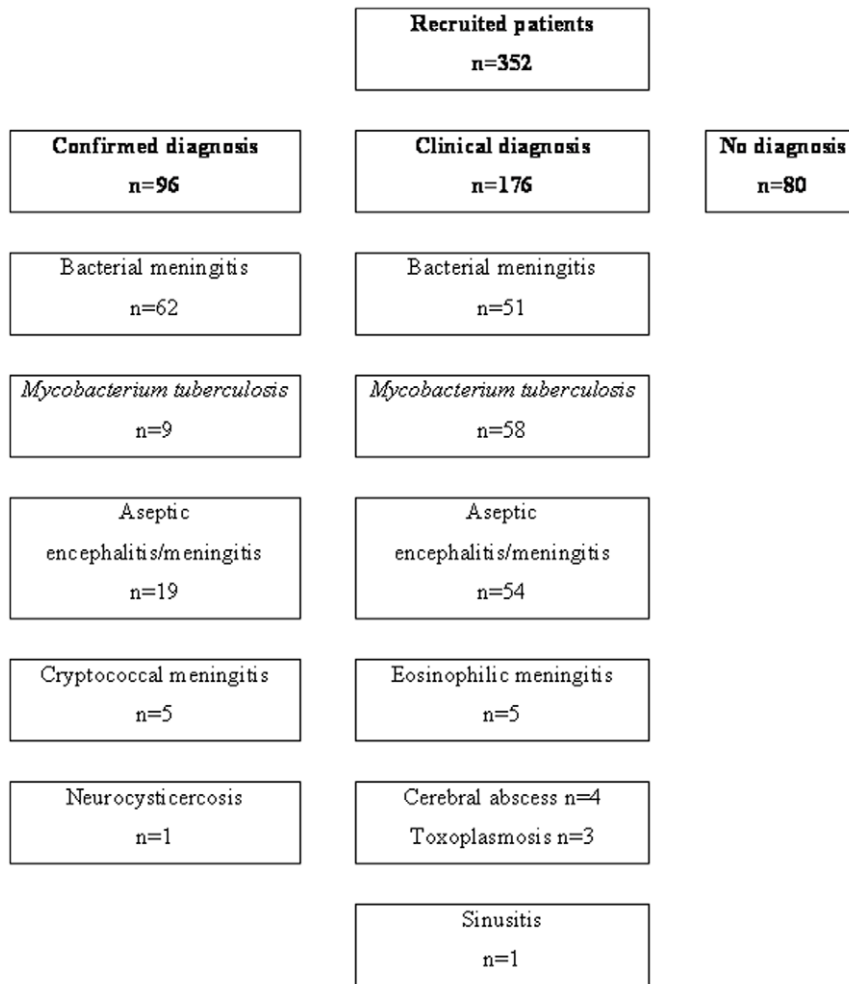 Recruited patients
n=352
Confirmed diagnosis
n=96
Clinical diagnosis
n=176
No diagnosis
n=80
Bacterial meningitis
n=62
Bacterial meningitis
n=51
Mycobacterium tuberculosis
n=9
Mycobacterium tuberculosis
n=58
Aseptic
encephalitis/meningitis
n=19
Aseptic
encephalitis/meningitis
n=54
Cryptococcal meningitis
n=5
Eosinophilic meningitis
n=5
Neurocysticercosis
n=1
Cerebral abscess n=4
Toxoplasmosis n=3
Sinusitis
n=1